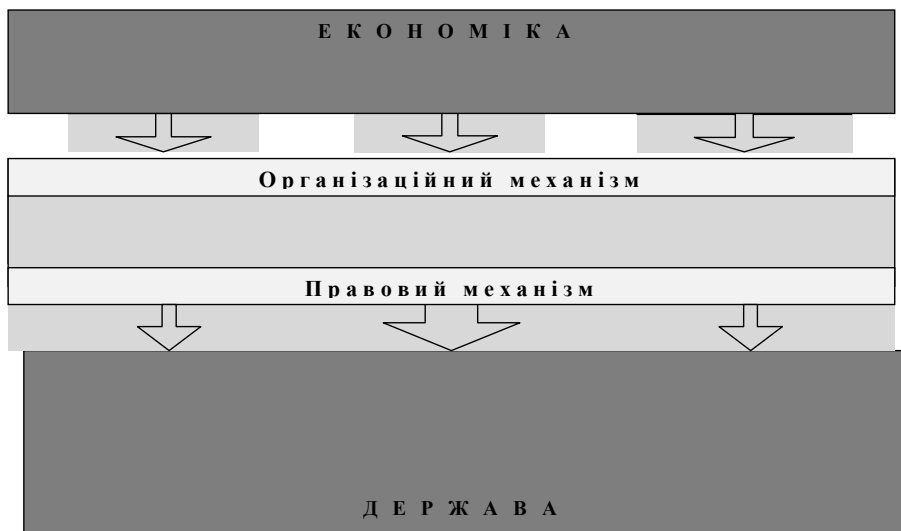 ЕКОНОМІКА
Організаційний механізм
Правовий механізм
ДЕРЖАВА